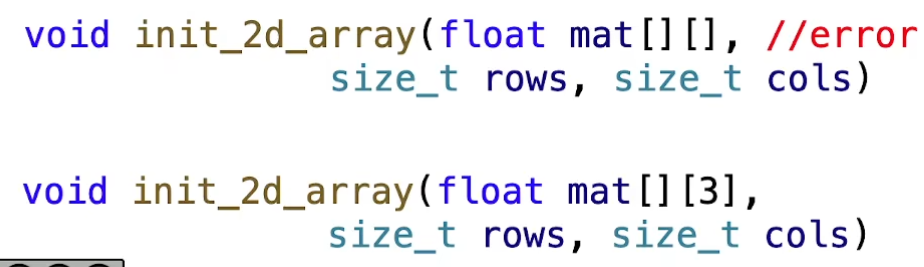 void init_2d_array(float mat[][], //error
size_t rows, size_t cols)
void init_2d_array(float mat[][3],
size_t rows, size_t cols)